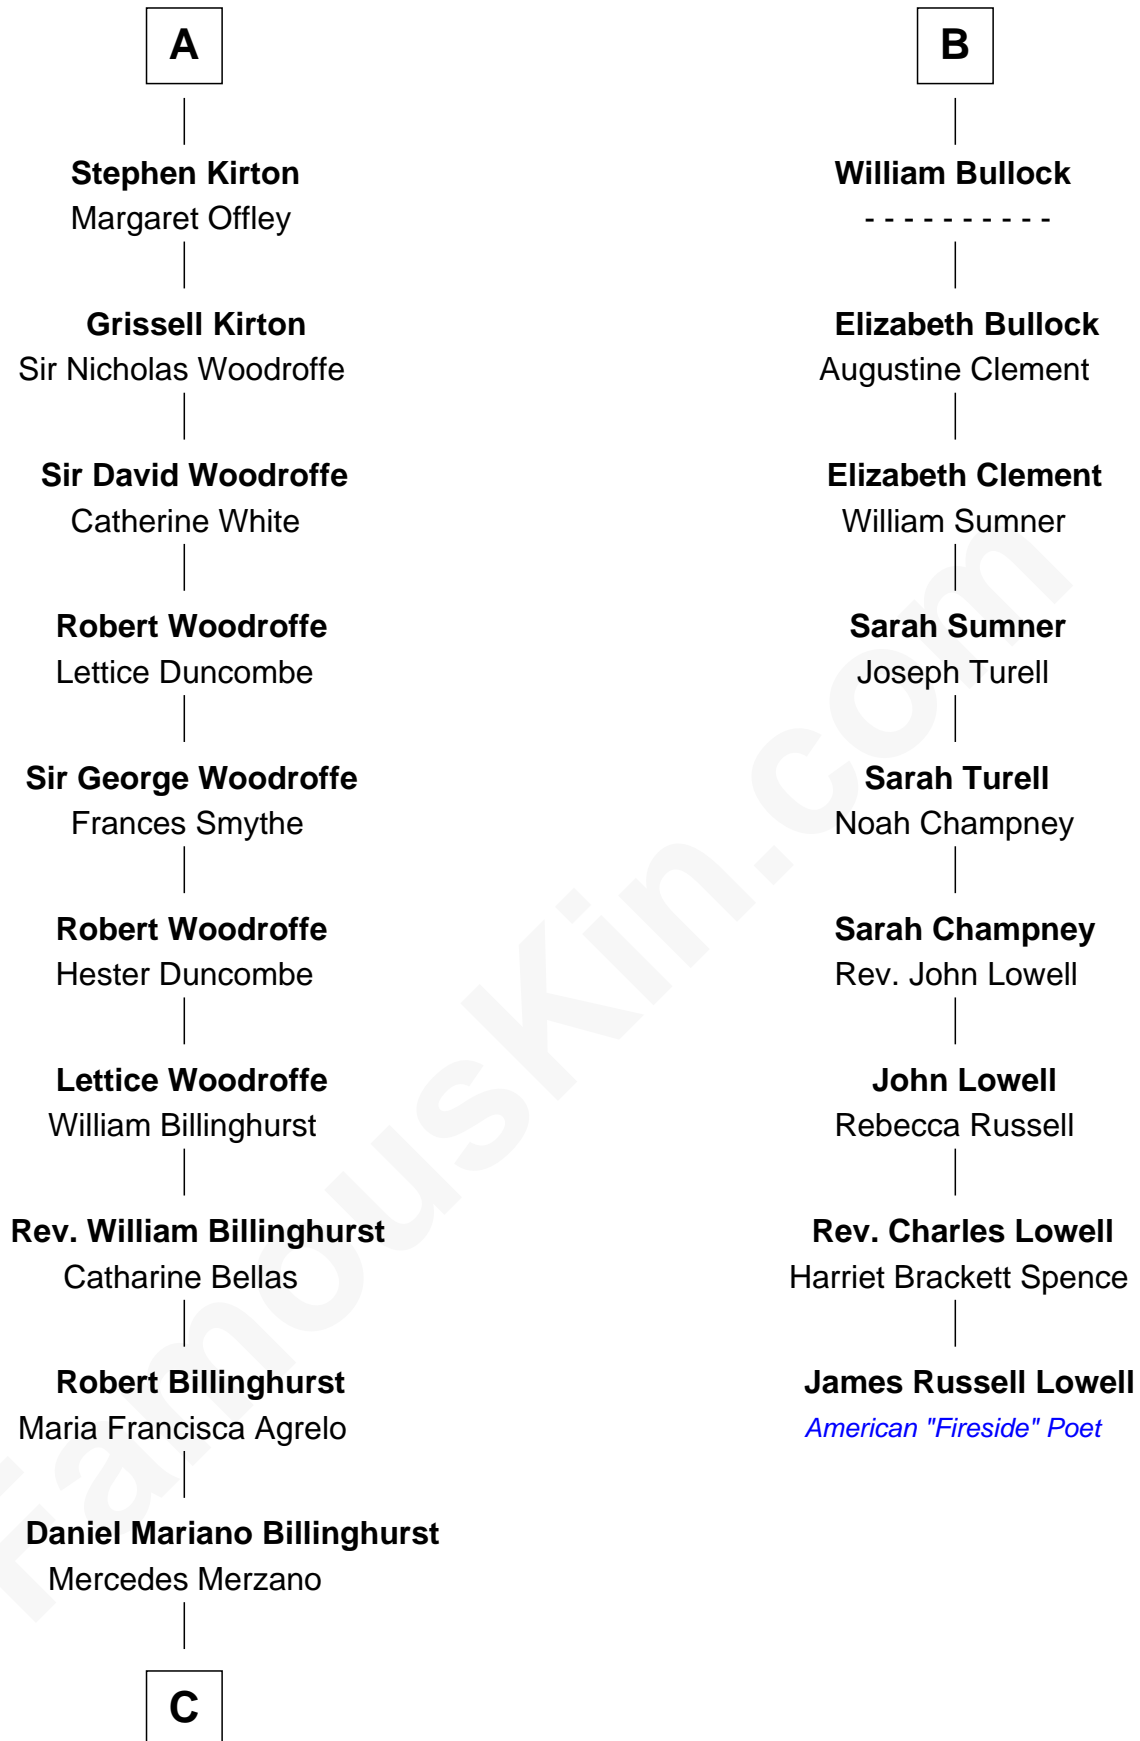 A
Stephen Kirton
Margaret Offley
Grissell Kirton
Sir Nicholas Woodroffe
Sir David Woodroffe
Catherine White
Robert Woodroffe
Lettice Duncombe
Sir George Woodroffe
Frances Smythe
Robert Woodroffe
Hester Duncombe
Lettice Woodroffe
William Billinghurst
Rev. William Billinghurst
Catharine Bellas
Robert Billinghurst
Maria Francisca Agrelo
Daniel Mariano Billinghurst
Mercedes Merzano
C
B
William Bullock
- - - - - - - - - -
Elizabeth Bullock
Augustine Clement
Elizabeth Clement
William Sumner
Sarah Sumner
Joseph Turell
Sarah Turell
Noah Champney
Sarah Champney
Rev. John Lowell
John Lowell
Rebecca Russell
Rev. Charles Lowell
Harriet Brackett Spence
James Russell Lowell
American "Fireside" Poet
FamousKin.com